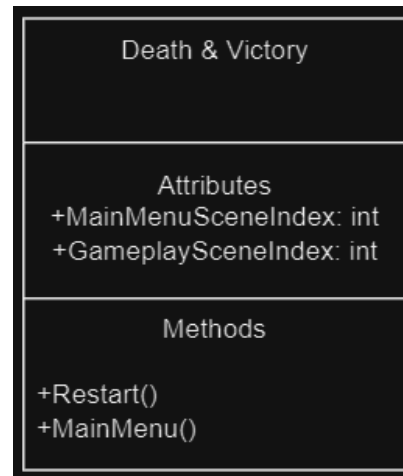 Death & Victory
Attributes
+MainMenuSceneIndex: int
+GameplaySceneIndex: int
Methods
+Restart()
+MainMenu()